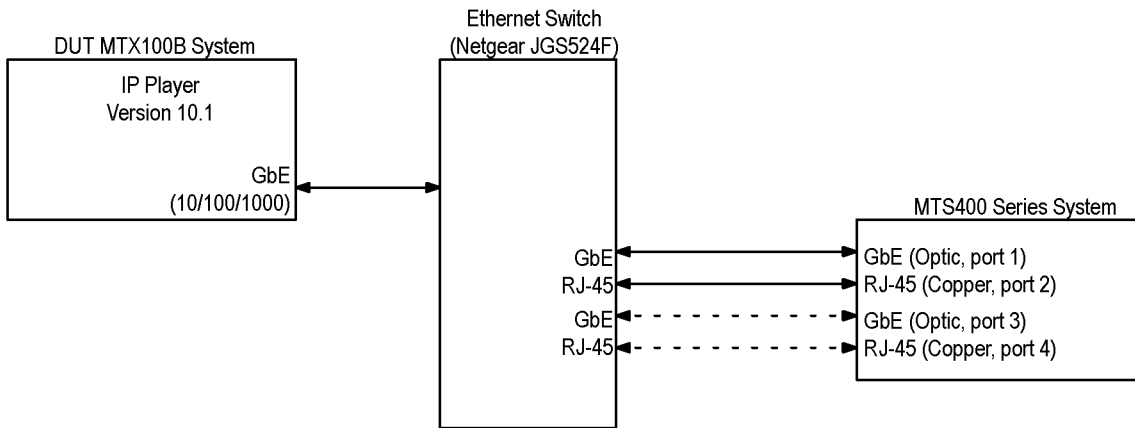 Ethernet Switch
(Netgear JGS524F)
DUT MTX100B System
IP Player
Version 10.1
GbE
(10/100/1000)
MTS400 Series System
GbE
GbE (Optic, port 1)
RJ-45
RJ-45 (Copper, port 2)
GbE
GbE (Optic, port 3)
RJ-45
RJ-45 (Copper, port 4)